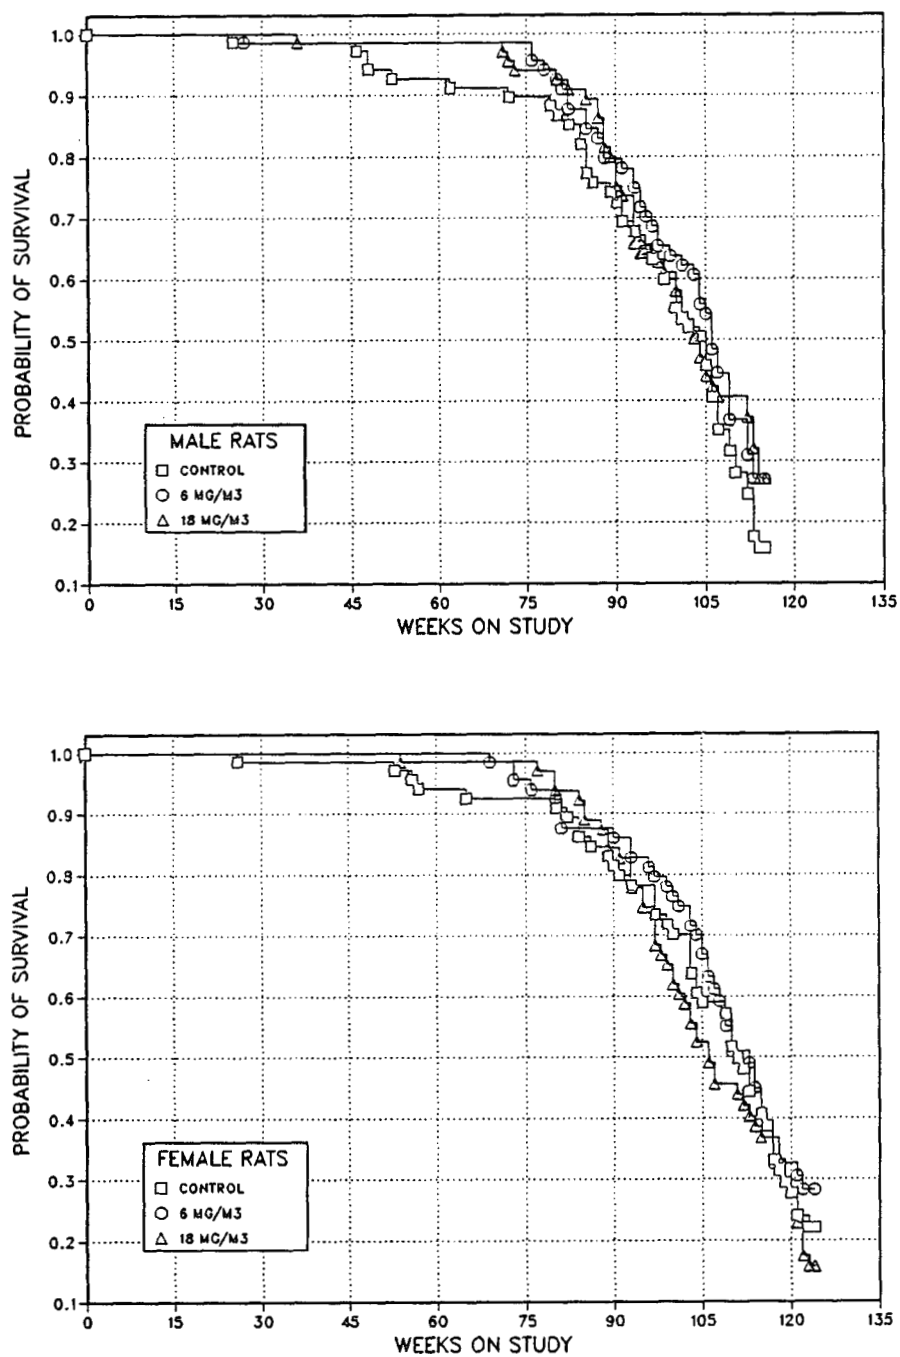 1.0
0.9
0.8
0.7
0.6
0.5
0.4
0.3
0.2
0.1
PROBABILITY OF SURVIVAL
MALE RATS
CONTROL
6 MG/M3
18 MG/M3
0 15 30 45 60 75 90 105 120 135
WEEKS ON STUDY
1.0
0.9
0.8
0.7
0.6
0.5
0.4
0.3
0.2
0.1
PROBABILITY OF SURVIVAL
FEMALE RATS
CONTROL
6 MG/M3
18 MG/M3
0 15 30 45 60 75 90 105 120 135
WEEKS ON STUDY